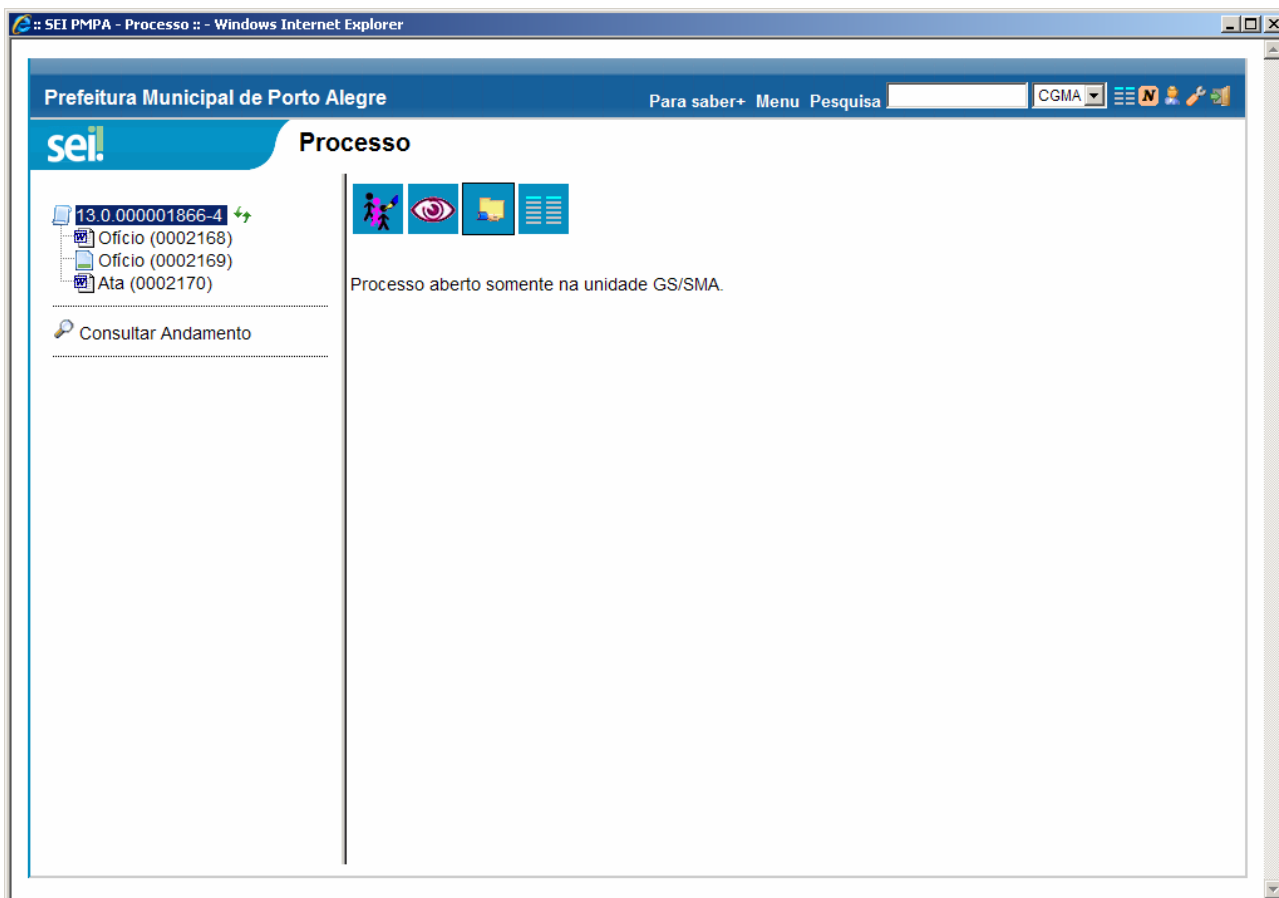 :: SEI PMPA - Processo :: - Windows Internet Explorer
Prefeitura Municipal de Porto Alegre
Para saber+ Menu Pesquisa
CGMA
N
sei!
Processo
13.0.000001866-4
Ofício (0002168)
Ofício (0002169)
Ata (0002170)
Consultar Andamento
Processo aberto somente na unidade GS/SMA.